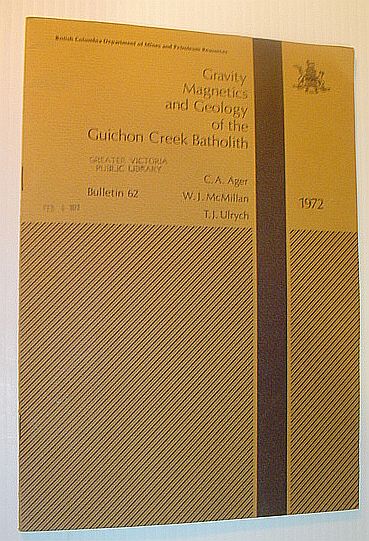 British Columbia Department of Mines and Petroleum Resources
Gravity
Magnetics
and Geology
of the
Guichon Creek Batholith
GREATER VICTORIA
PUBLIC LIBRARY
C. A. Ager
Bulletin 62
W. J. McMillan
1972
FEB
T. J. Ulrych